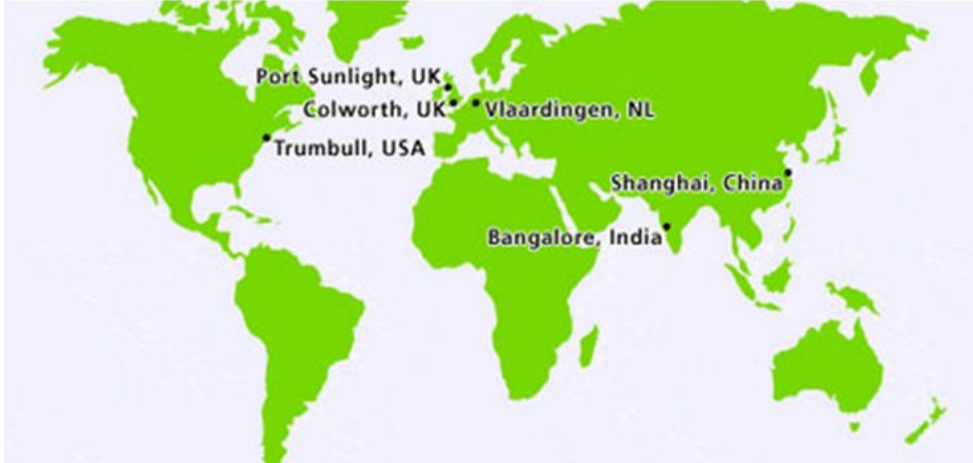 Port Sunlight, UK
Colworth, UK
Vlaardingen, NL
Trumbull, USA
Shanghai, China
Bangalore, India